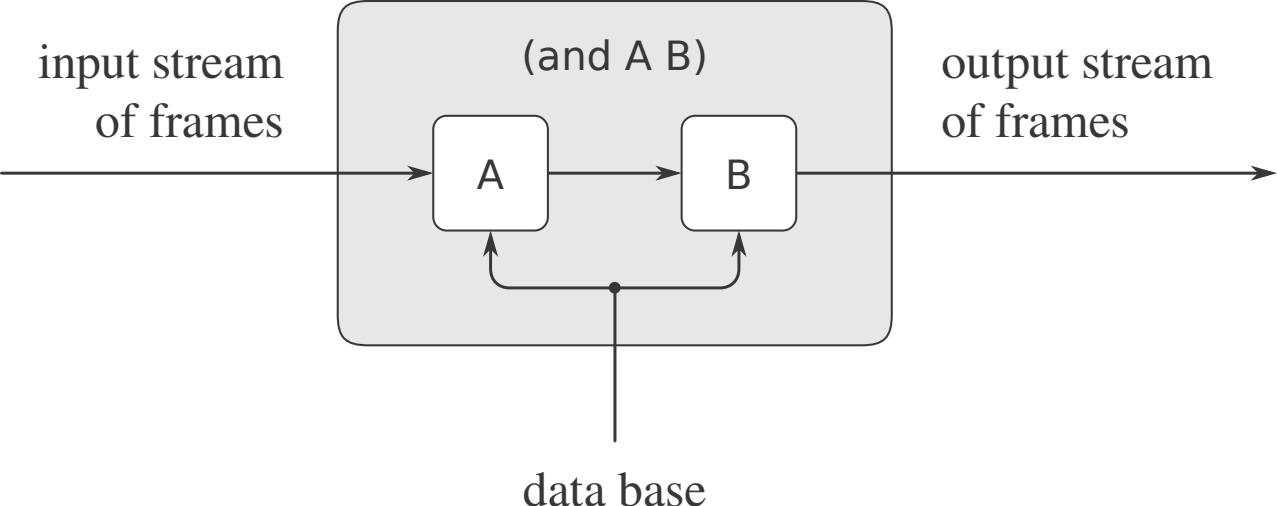 input stream
of frames
(and A B)
output stream
of frames
A
B
data base